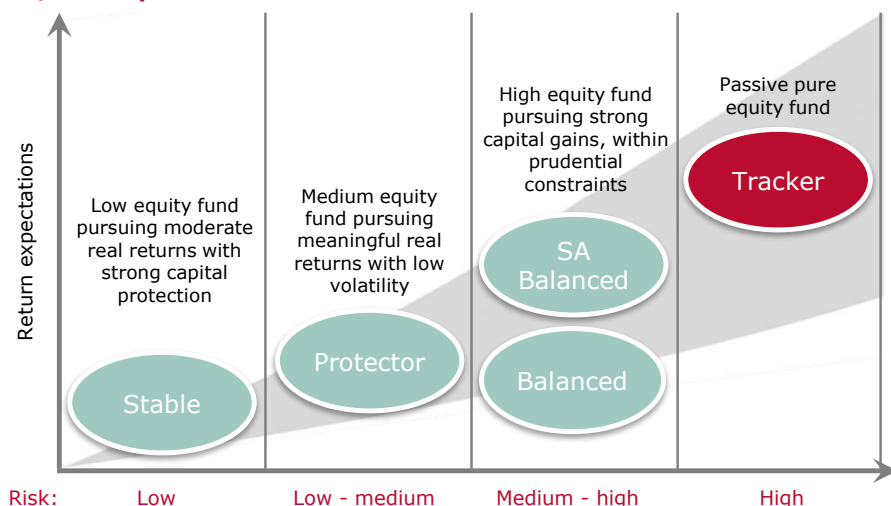 Return expectations
Low equity fund
pursuing moderate
real returns with
strong capital
protection
Stable
Medium equity
fund pursuing
meaningful real
returns with low
volatility
Protector
High equity fund
pursuing strong
capital gains, within
prudential
constraints
SA
Balanced
Balanced
Passive pure
equity fund
Tracker
Risk: Low Low - medium Medium - high High